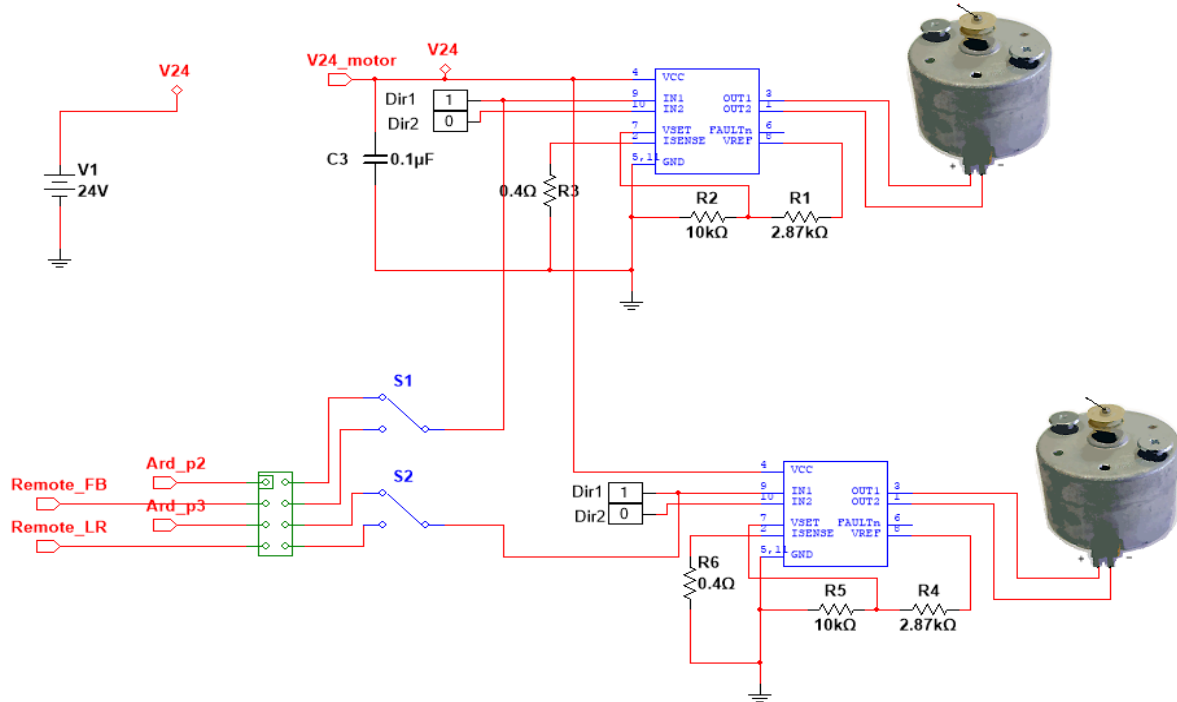 V24
V1
24V
V24_motor
V24
Dir1
1
Dir2
0
C3
0.1µF
4
VCC
9
IN1
10
IN2
7
VSET
2
ISENSE
5,11
GND
OUT1
3
OUT2
1
FAULTn
6
VREF
8
0.4Ω
R3
R2
10kΩ
R1
2.87kΩ
+
-
S1
S2
Ard_p2
Remote_FB
Ard_p3
Remote_LR
Dir1
1
Dir2
0
4
VCC
9
IN1
10
IN2
7
VSET
2
ISENSE
5,11
GND
OUT1
3
OUT2
1
FAULTn
6
VREF
8
R6
0.4Ω
R5
10kΩ
R4
2.87kΩ
+
-